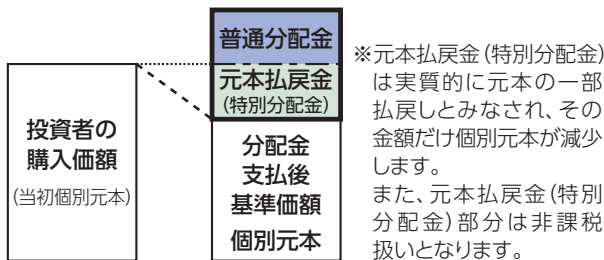 投資者の
購入価額
(当初個別元本)
普通分配金
元本払戻金
(特別分配金)
分配金
支払後
基準価額
個別元本
※元本払戻金(特別分配金)
は実質的に元本の一部
払戻しとみなされ、その
金額だけ個別元本が減少
します。
また、元本払戻金(特別
分配金)部分は非課税
扱いとなります。